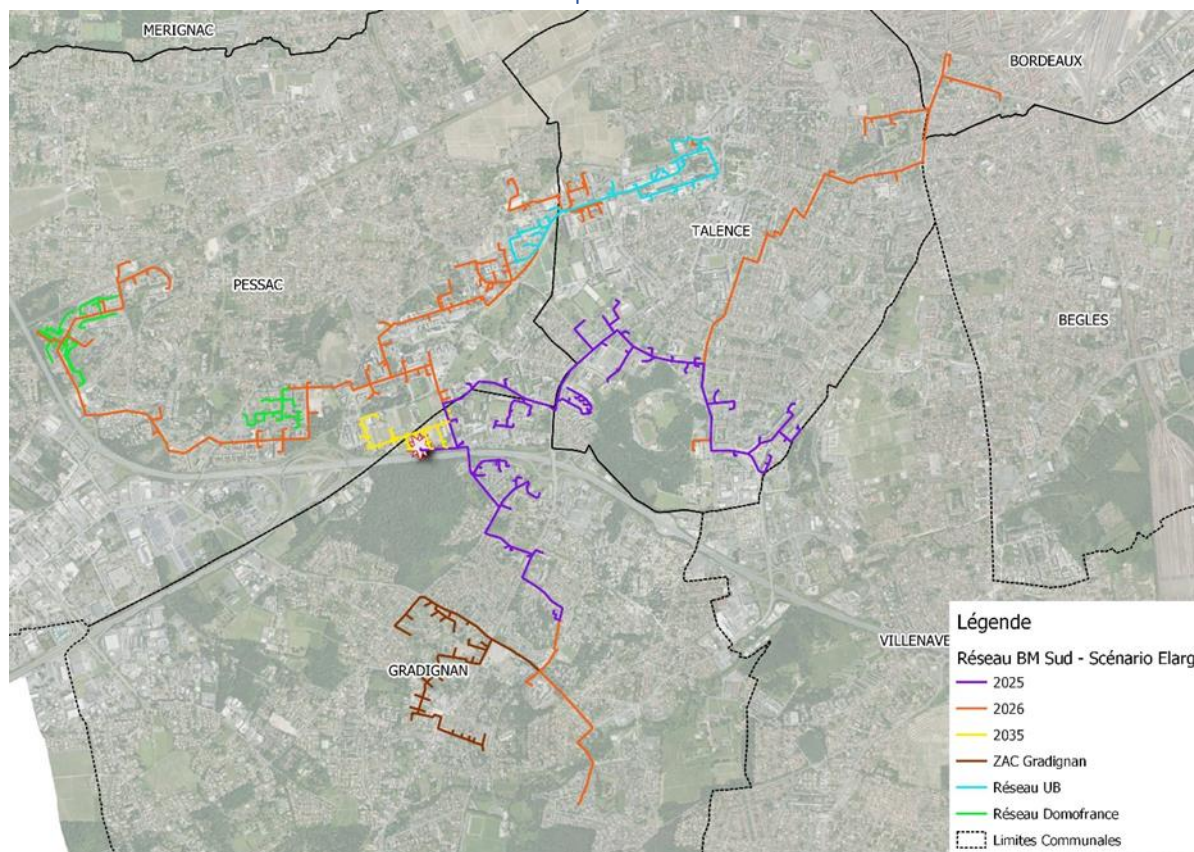 MERIGNAC
BORDEAUX
TALENCE
PESSAC
BEGLES
VILLENAVE
GRADIGNAN
Légende
Réseau BM Sud - Scénario Elarg
2025
2026
2035
ZAC Gradignan
Réseau UB
Réseau Domofrance
Limites Communales